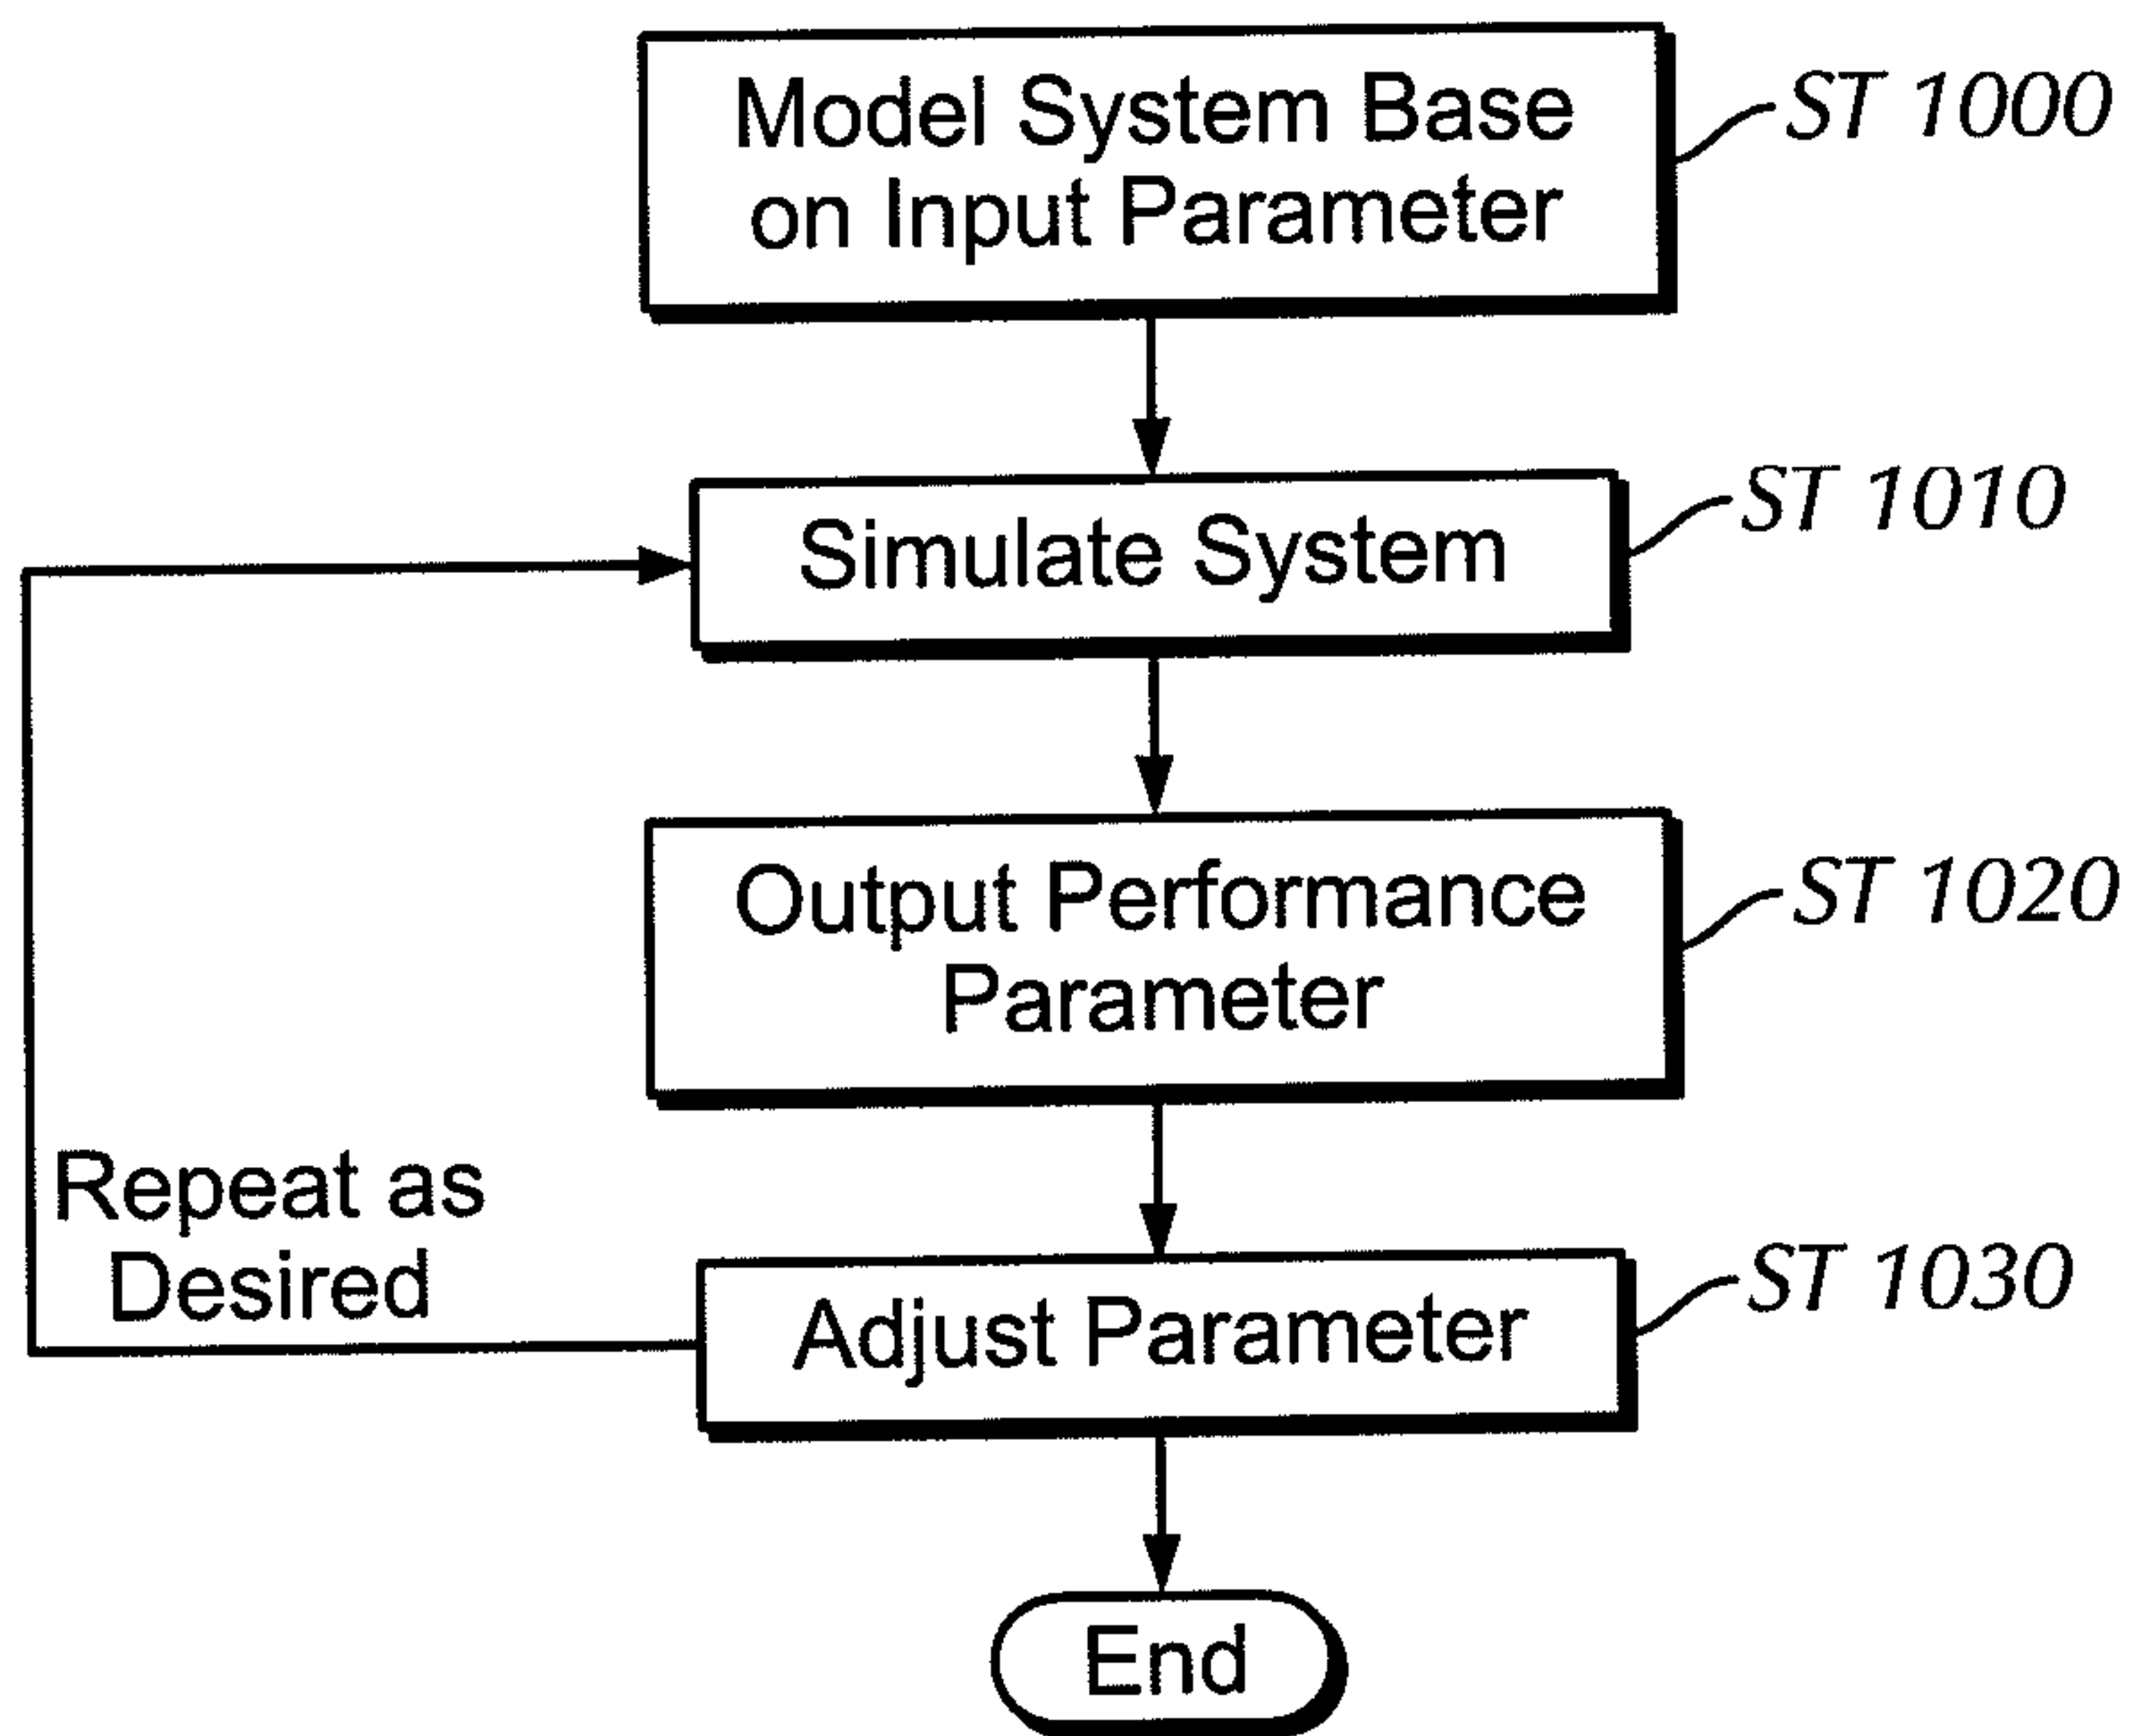 Model System Base
on Input Parameter
ST 1000
Simulate System
ST 1010
Output Performance
Parameter
ST 1020
Repeat as
Desired
Adjust Parameter
ST 1030
End